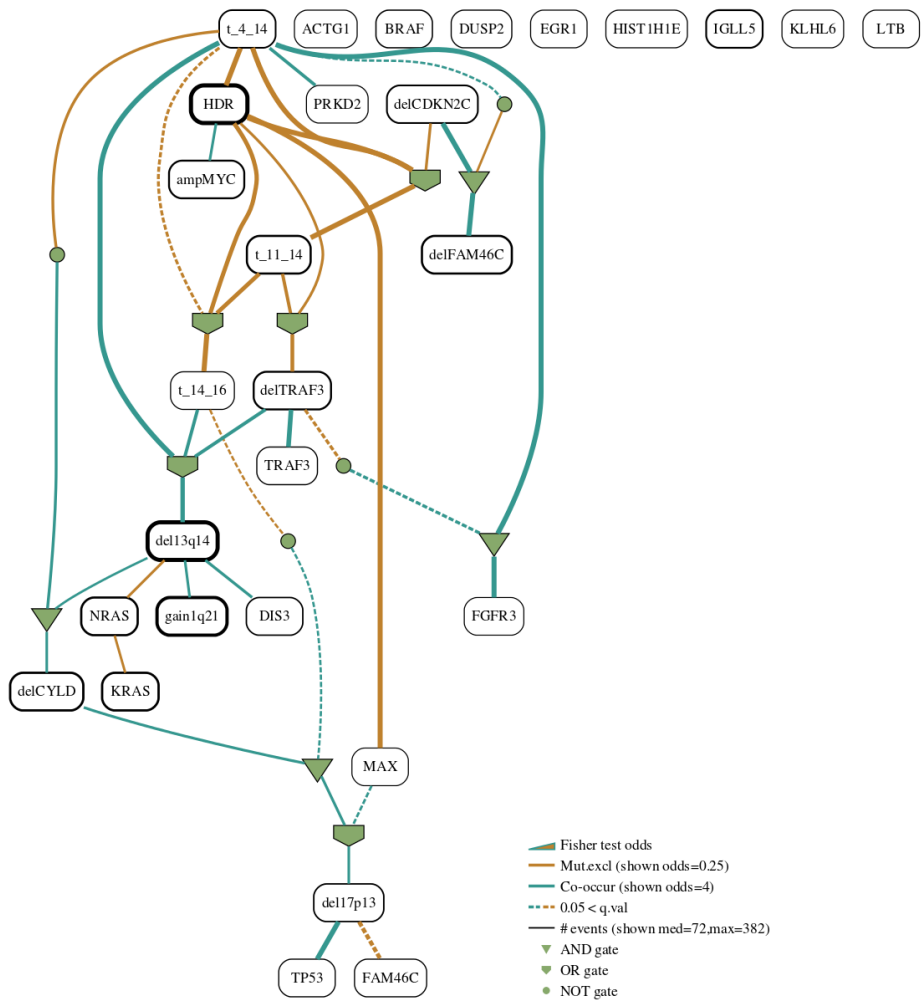 t_4_14 ACTG1 BRAF DUSP2 EGR1 HIST1H1E IGLL5 KLHL6 LTB
HDR PRKD2 delCDKN2C
ampMYC
t_11_14 delFAM46C
t_14_16 delTRAF3
TRAF3
del13q14
NRAS gain1q21 DIS3 FGFR3
delCYLD KRAS
MAX
Fisher test odds
Mut.excl (shown odds=0.25)
Co-occur (shown odds=4)
del17p13 0.05 < q.val
# events (shown med=72,max=382)
AND gate
TP53 FAM46C OR gate
NOT gate